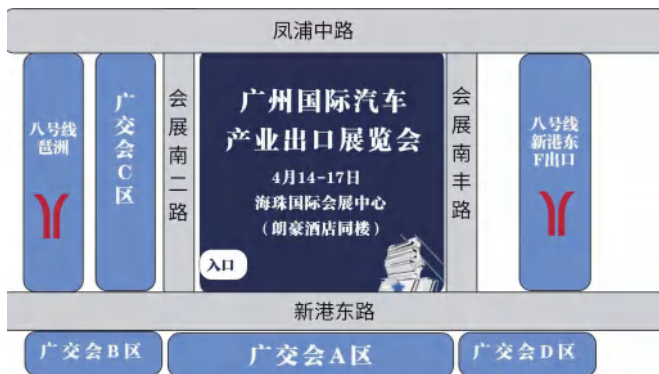 凤浦中路
八号线
琶洲
广交会C区
会展南二路
广州国际汽车
产业出口展览会
4月14-17日
海珠国际会展中心
（朗豪酒店同楼）
入口
会展南丰路
八号线
新港东
F出口
新港东路
广交会B区
广交会A区
广交会D区